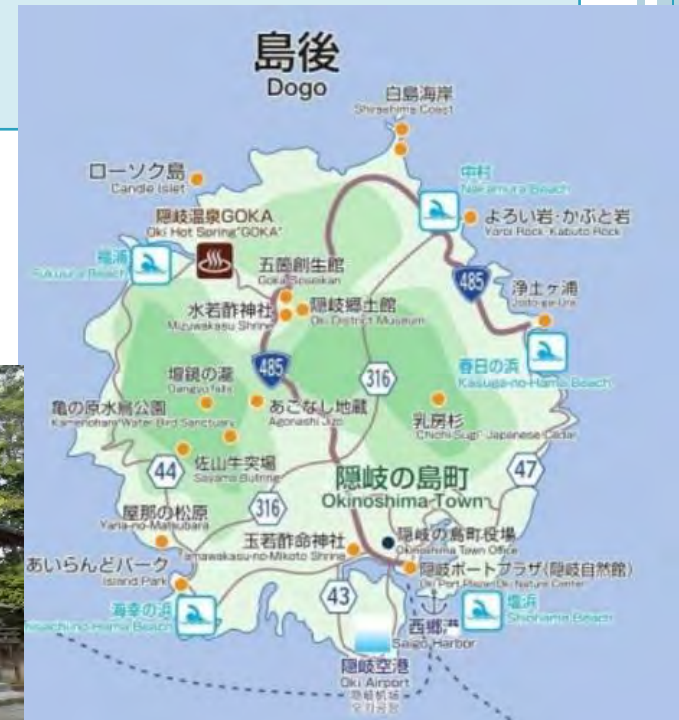 島後
Dogo
白島海岸
Shirashima Coast
ローソク島
Candle Islet
中村
Nakamura Beach
隠岐温泉GOKA
Oki Hot Spring "GOKA"
よろい岩・かぶと岩
Yoroi Rock・Kabuto Rock
福浦
Fukuura Beach
五箇創生館
Goka Soseikan
485
浄土ヶ浦
Jodo-ga-Ura
水若酢神社
Mizuwakasu Shrine
隠岐郷土館
Oki District Museum
485
316
春日の浜
Kasuga-no-Hama Beach
壇鏡の瀧
Dangyo falls
亀の原水鳥公園
Kamenohara Water Bird Sanctuary
あごなし地蔵
Agonashi Jizo
乳房杉
Chichi Sugi-Japanese Cedar
44
佐山牛突場
47
316
隠岐の島町
Okinoshima Town
屋那の松原
Yana-no-Matsubara
玉若酢命神社
Tamawakasu-no-Mikoto Shrine
隠岐の島町役場
Okinoshima Town Office
あいらんどパーク
Island Park
隠岐ポートプラザ(隠岐自然館)
43
海幸の浜
塩浜
Shiohama Beach
西郷港
Saigo Harbor
隠岐空港
Oki Airport